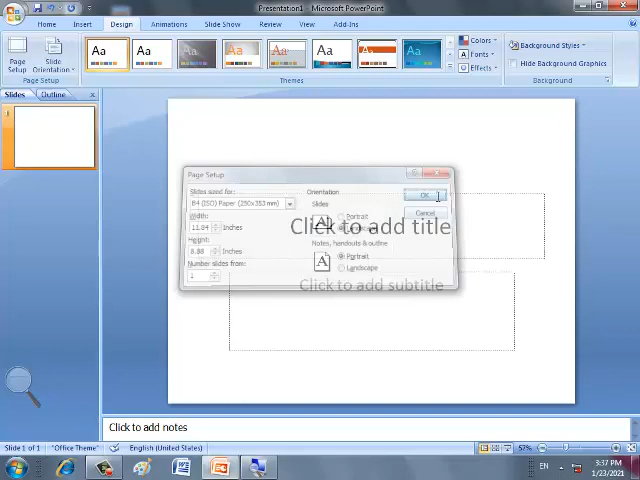 Presentation1 - Microsoft PowerPoint
Home
Insert
Design
Animations
Slide Show
Review
View
Add-Ins
Page
Setup
Slide
Orientation
Page Setup
Aa
Aa
Aa
Aa
Aa
Aa
Aa
Aa
Themes
Colors
Fonts
Effects
Background Styles
Hide Background Graphics
Background
Slides
Outline
1
Page Setup
Slides sized for:
B4 (ISO) Paper (250x353 mm)
Width:
11.84 Inches
Height:
8.88 Inches
Number slides from:
1
Orientation
Slides
Portrait
Landscape
Notes, handouts & outline
Portrait
Landscape
OK
Cancel
Click to add title
Click to add subtitle
Click to add notes
Slide 1 of 1
"Office Theme"
English (United States)
57%
EN
3:37 PM
1/23/2021